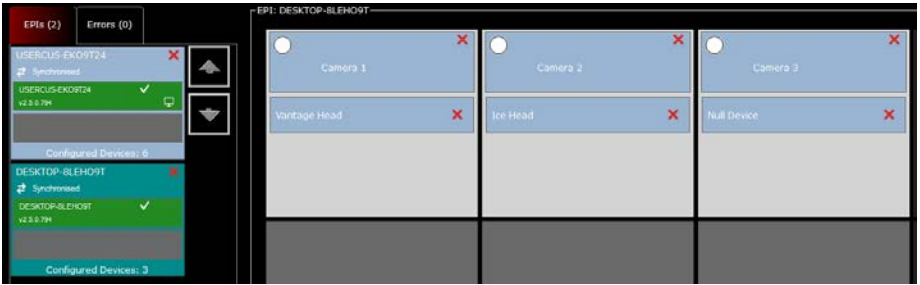 EPIs (2)
Errors (0)
USERCUS-EKO9T24
Synchronised
USERCUS-EKO9T24
v2.3.0.794
Configured Devices: 6
DESKTOP-8LEHO9T
Synchronised
DESKTOP-8LEHO9T
v2.3.0.794
Configured Devices: 3
EPI: DESKTOP-8LEHO9T
Camera 1
Camera 2
Camera 3
Vantage Head
Ice Head
Null Device